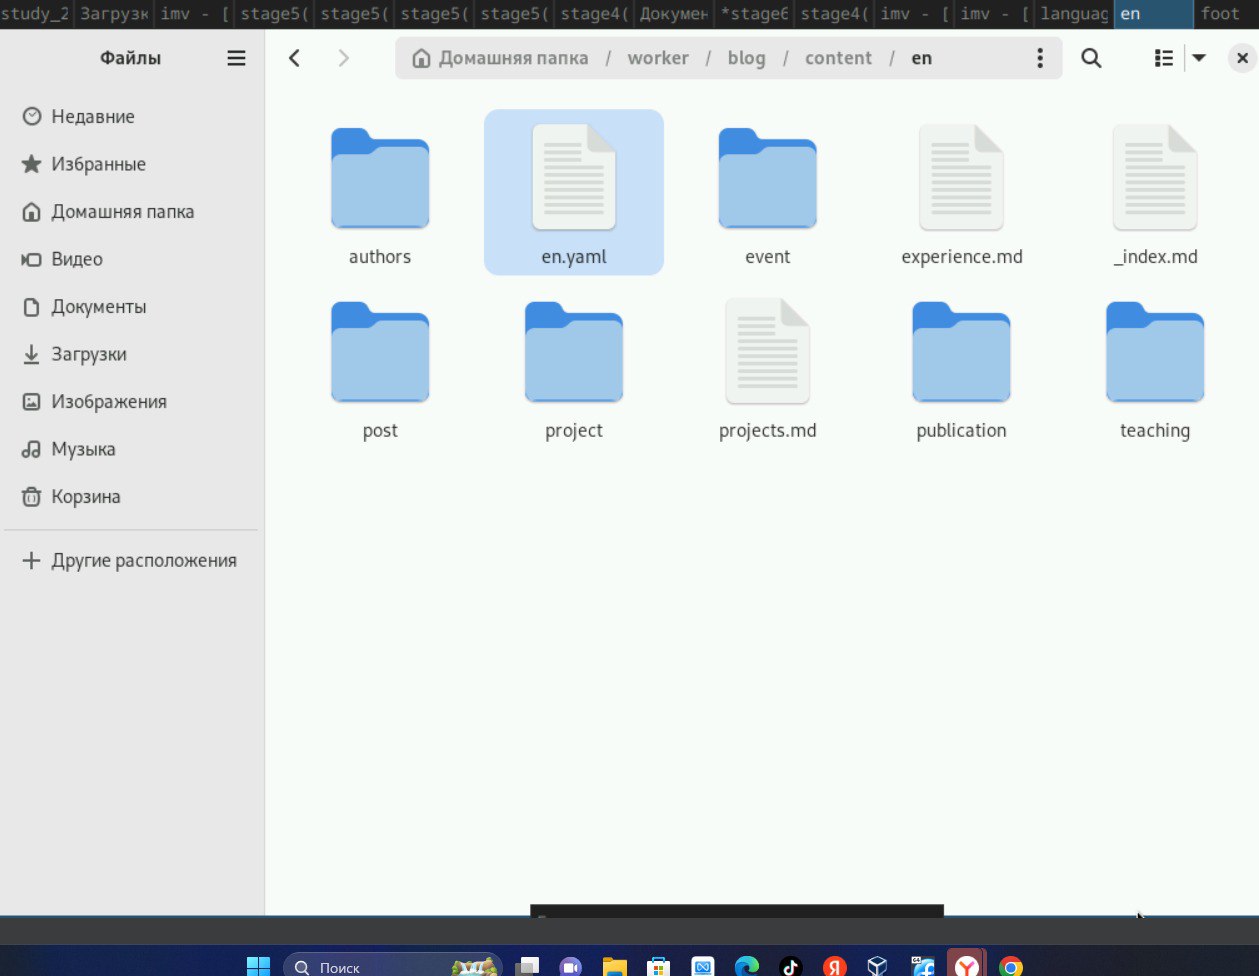 study_2 Загрузк imv - [ stage5( stage5( stage5( stage5( stage4( Докумен *stage6 stage4( imv - [ imv - [ languag en foot
Файлы
Домашняя папка / worker / blog / content / en
Недавние
Избранные
Домашняя папка
Видео
Документы
Загрузки
Изображения
Музыка
Корзина
Другие расположения
authors en.yaml event experience.md _index.md
post project projects.md publication teaching
Поиск